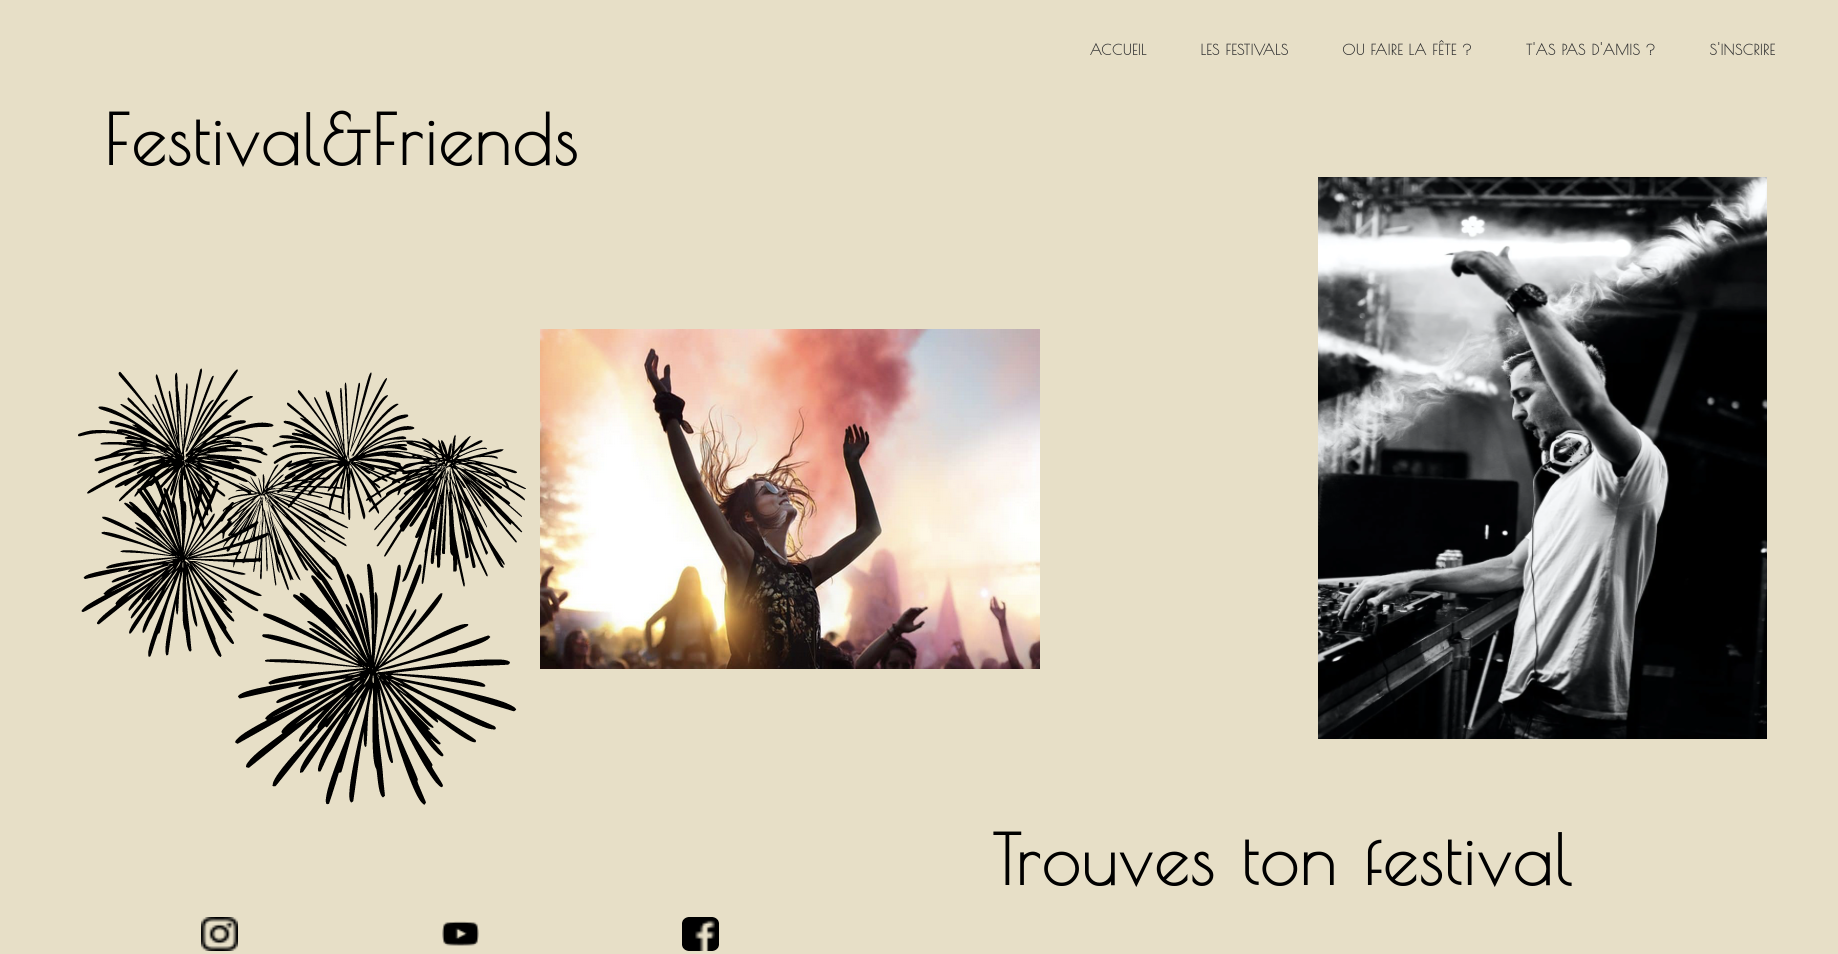 ACCUEIL LES FESTIVALS OU FAIRE LA FÊTE ? T'AS PAS D'AMIS ? S'INSCRIRE
Festival&Friends
Trouves ton festival